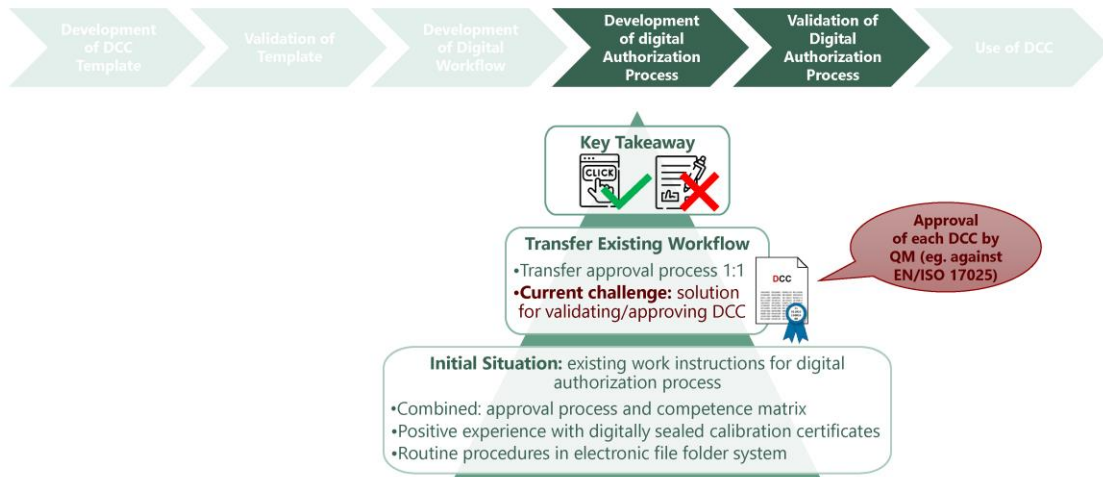 Development
of DCC
Template
Validation of
Template
Development
of Digital
Workflow
Development
of digital
Authorization
Process
Validation of
Digital
Authorization
Process
Use of DCC
Key Takeaway
CLICK
Transfer Existing Workflow
•Transfer approval process 1:1
•Current challenge: solution
for validating/approving DCC
DCC
Approval
of each DCC by
QM (eg. against
EN/ISO 17025)
Initial Situation: existing work instructions for digital
authorization process
•Combined: approval process and competence matrix
•Positive experience with digitally sealed calibration certificates
•Routine procedures in electronic file folder system